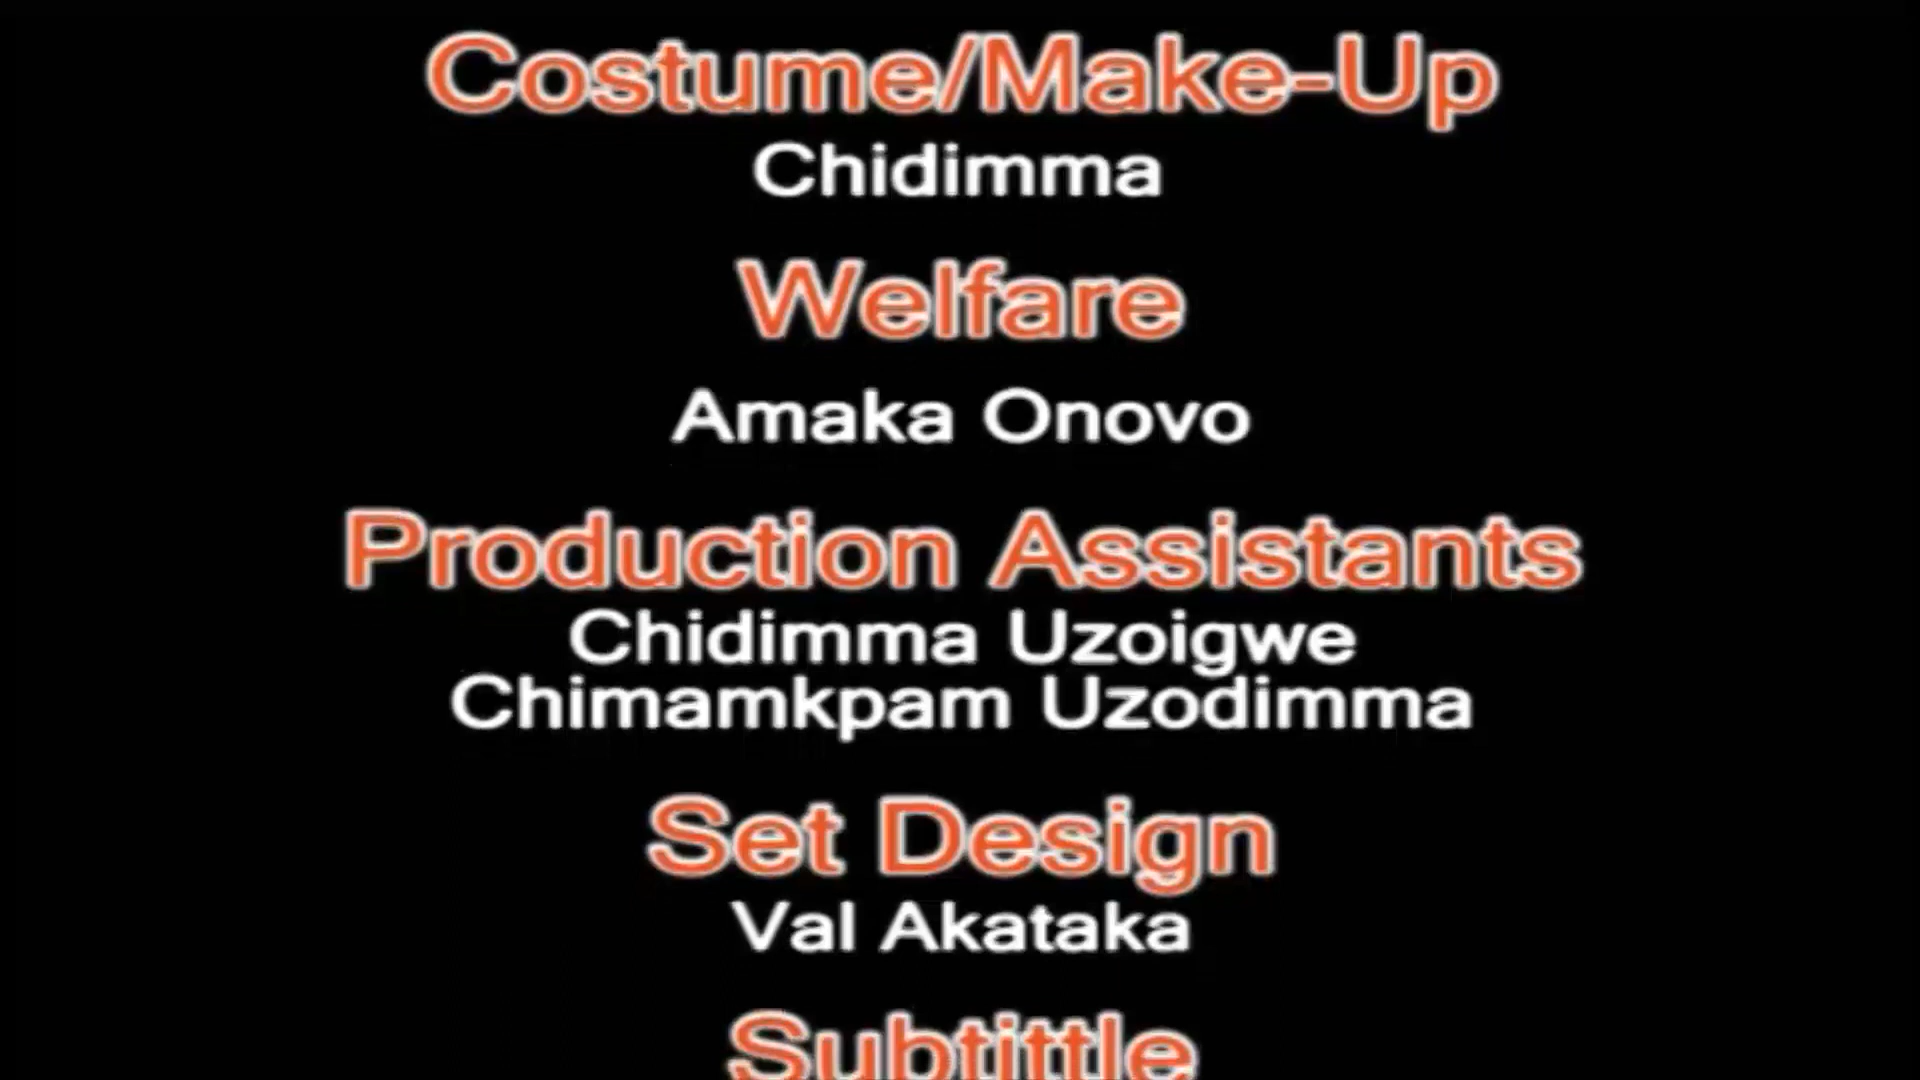 Costume/Make-Up
Chidimma
Welfare
Amaka Onovo
Production Assistants
Chidimma Uzoigwe
Chimamkpam Uzodimma
Set Design
Val Akataka
Subtittle